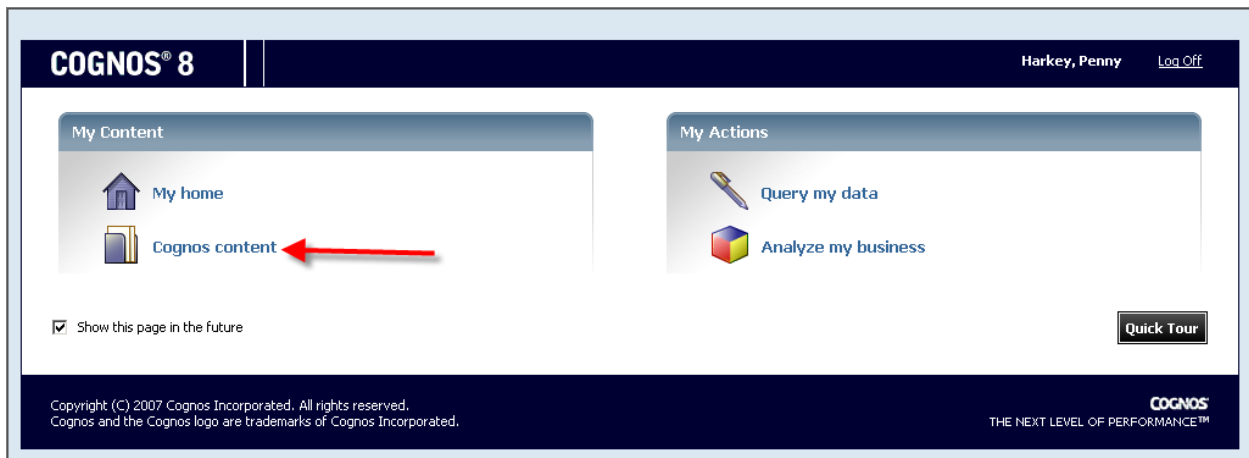 COGNOS® 8
Harkey, Penny Log Off
My Content
My home
Cognos content
My Actions
Query my data
Analyze my business
Show this page in the future
Quick Tour
Copyright (C) 2007 Cognos Incorporated. All rights reserved.
Cognos and the Cognos logo are trademarks of Cognos Incorporated.
COGNOS
THE NEXT LEVEL OF PERFORMANCE™